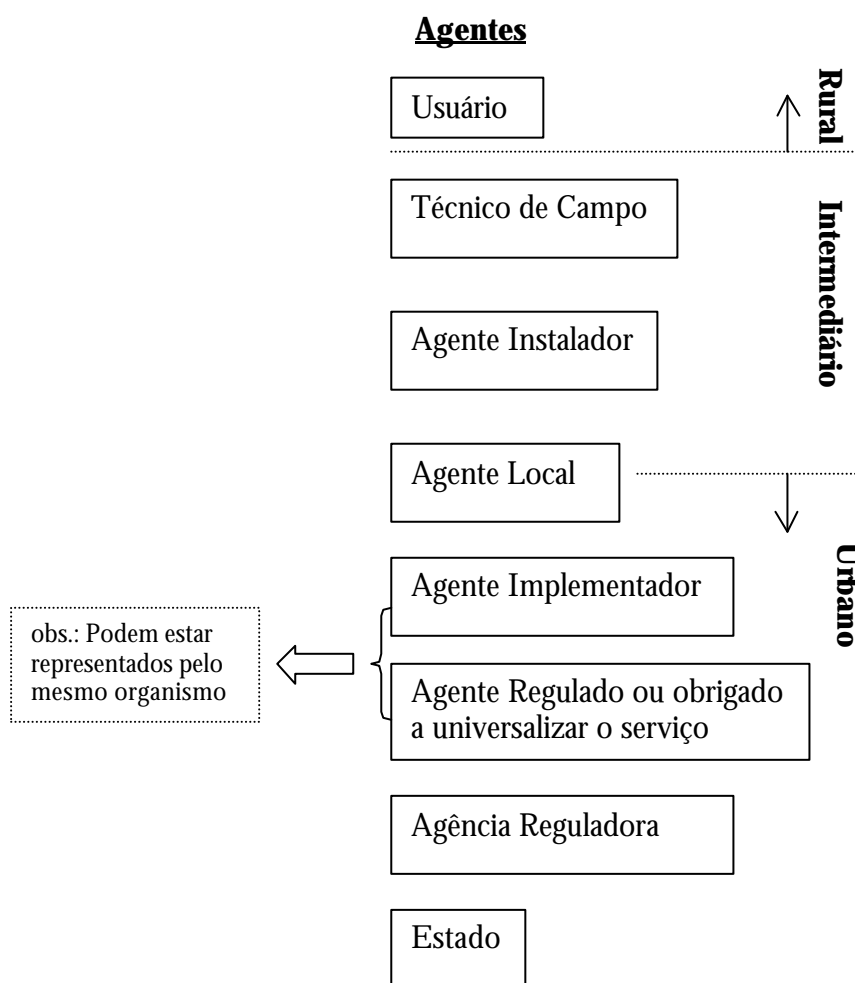 Agentes
Usuário
Rural
Técnico de Campo
Intermediário
Agente Instalador
Agente Local
Urbano
Agente Implementador
obs.: Podem estar
representados pelo
mesmo organismo
Agente Regulado ou obrigado
a universalizar o serviço
Agência Reguladora
Estado